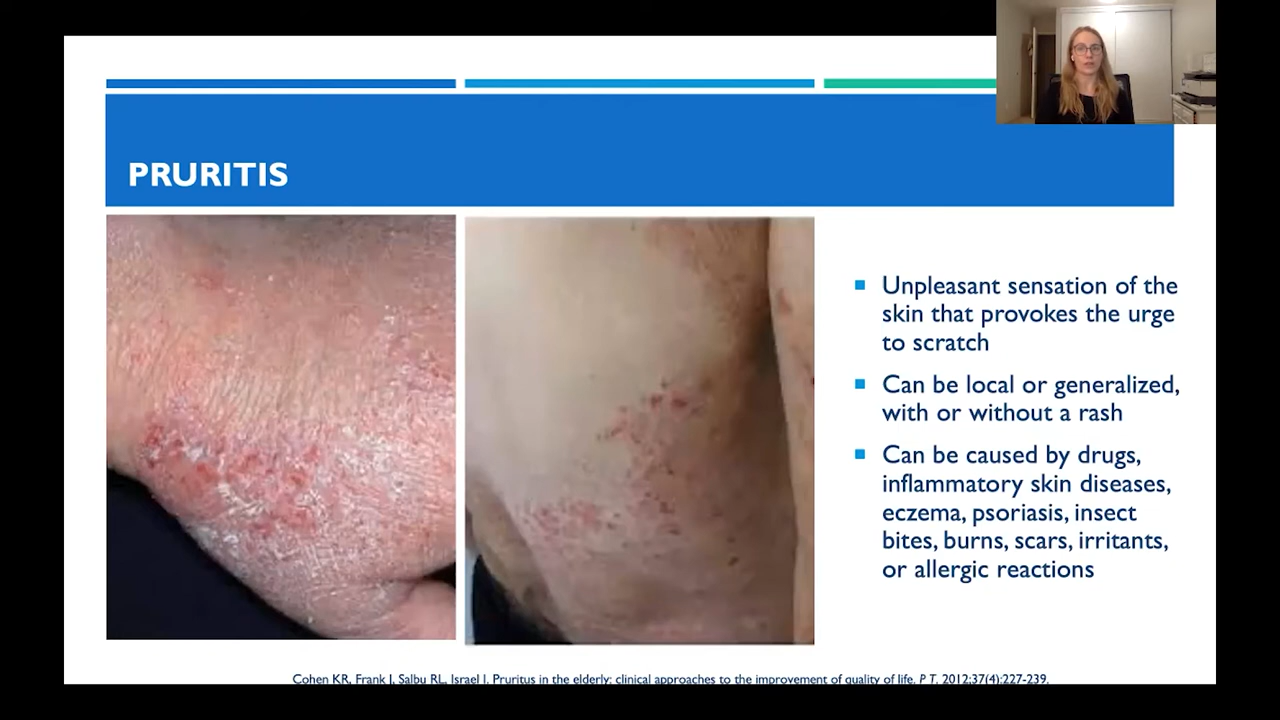 PRURITIS
Unpleasant sensation of the
skin that provokes the urge
to scratch
Can be local or generalized,
with or without a rash
Can be caused by drugs,
inflammatory skin diseases,
eczema, psoriasis, insect
bites, burns, scars, irritants,
or allergic reactions
Cohen KR, Frank J, Salbu RL, Israel I. Pruritus in the elderly: clinical approaches to the improvement of quality of life. P T. 2012;37(4):227-239.